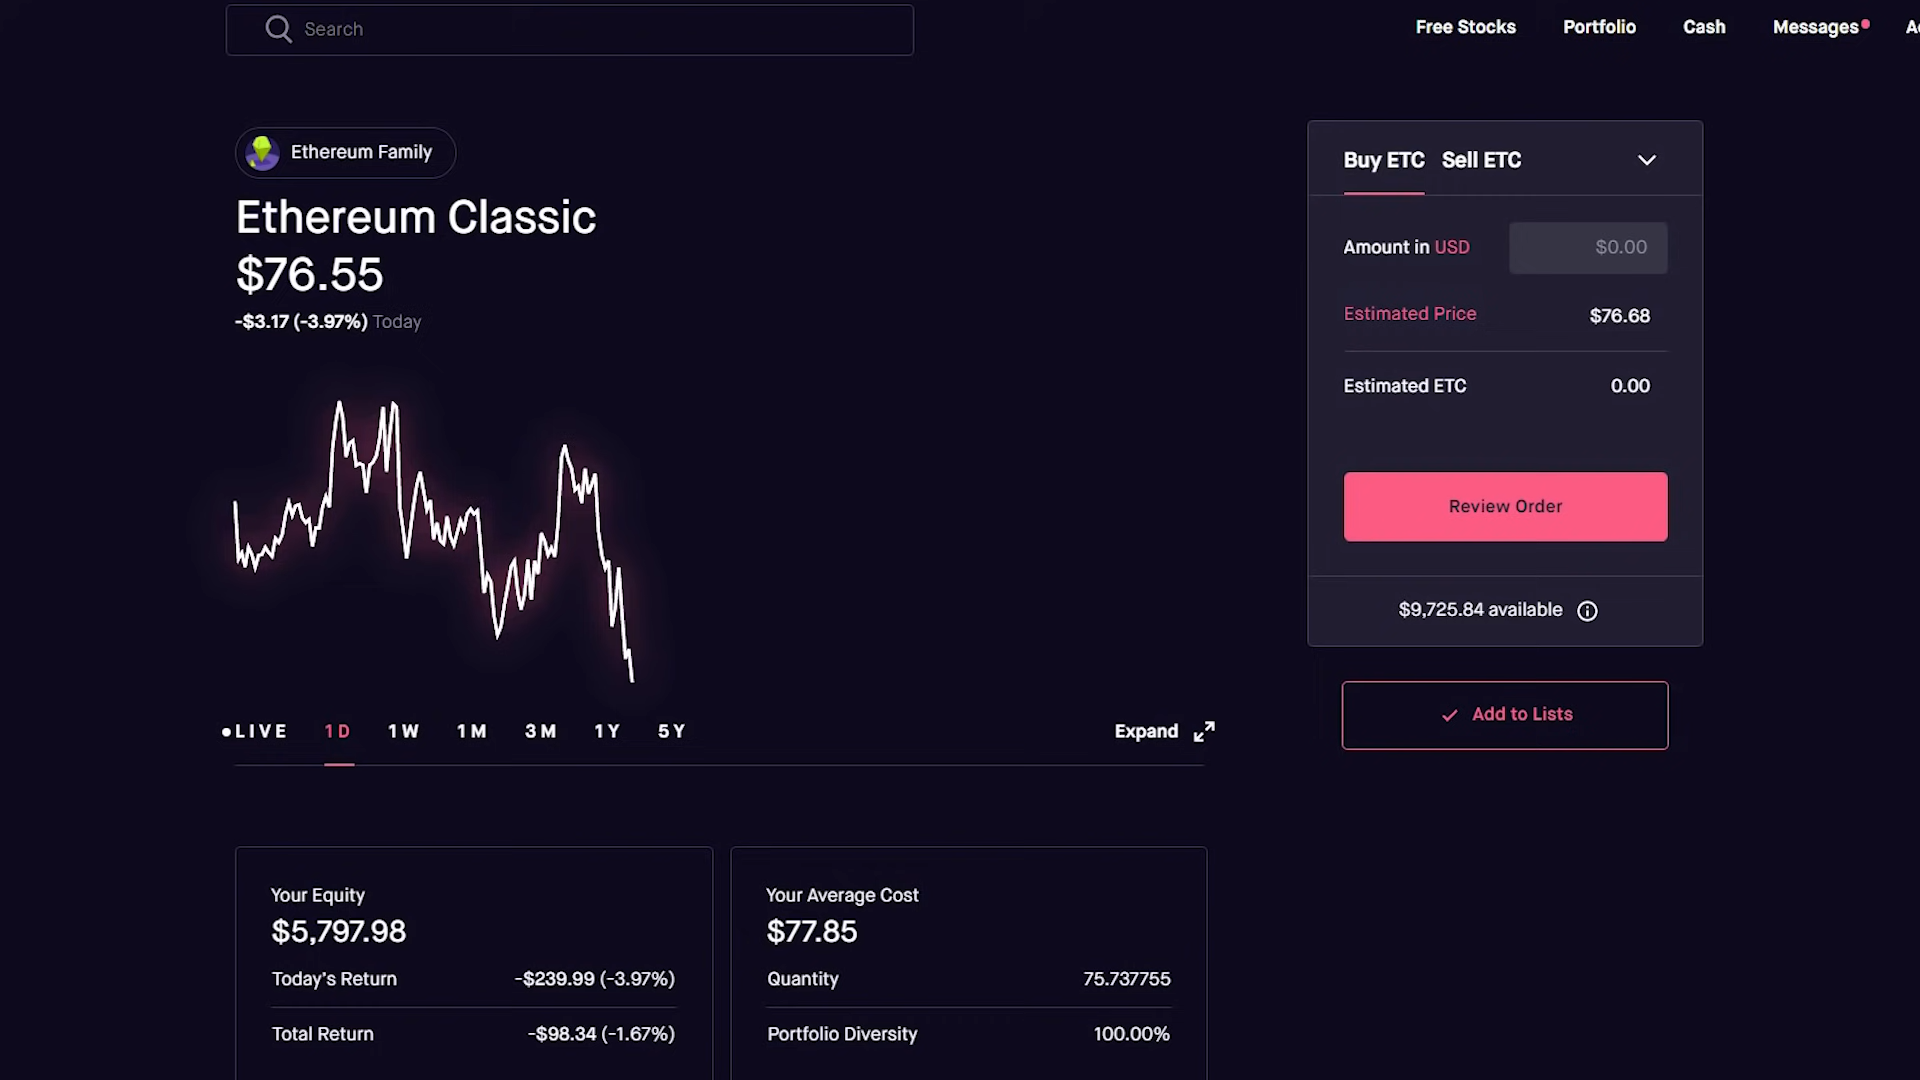 Search
Free Stocks Portfolio Cash Messages
Ethereum Family
Ethereum Classic
$76.55
-$3.17 (-3.97%) Today
Buy ETC Sell ETC
Amount in USD $0.00
Estimated Price $76.68
Estimated ETC 0.00
Review Order
$9,725.84 available
Add to Lists
LIVE 1D 1W 1M 3M 1Y 5Y Expand
Your Equity
$5,797.98
Today's Return -$239.99 (-3.97%)
Total Return -$98.34 (-1.67%)
Your Average Cost
$77.85
Quantity 75.737755
Portfolio Diversity 100.00%